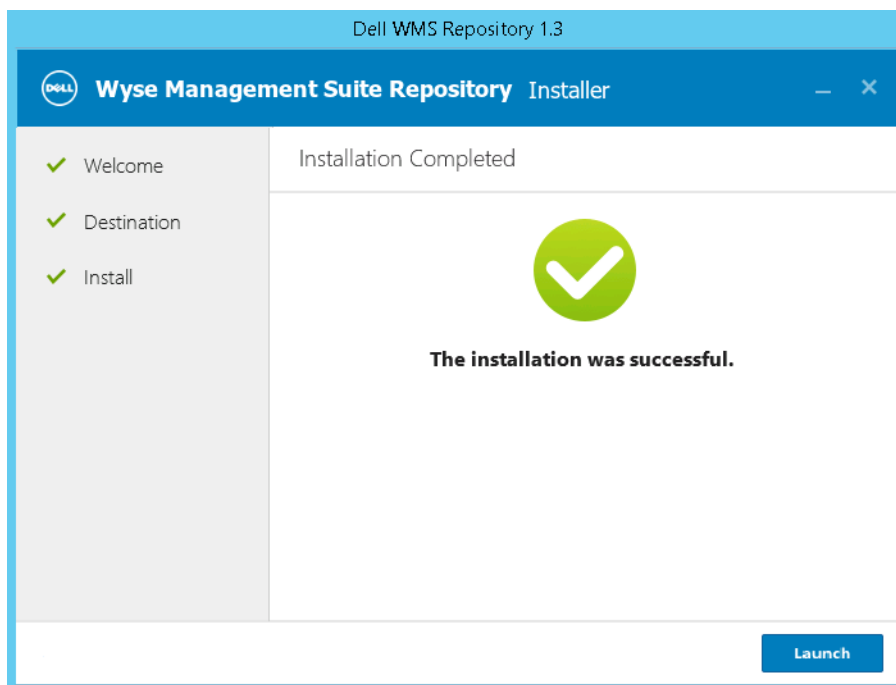 Dell WMS Repository 1.3
DELL Wyse Management Suite Repository Installer
Welcome
Destination
Install
Installation Completed
The installation was successful.
Launch